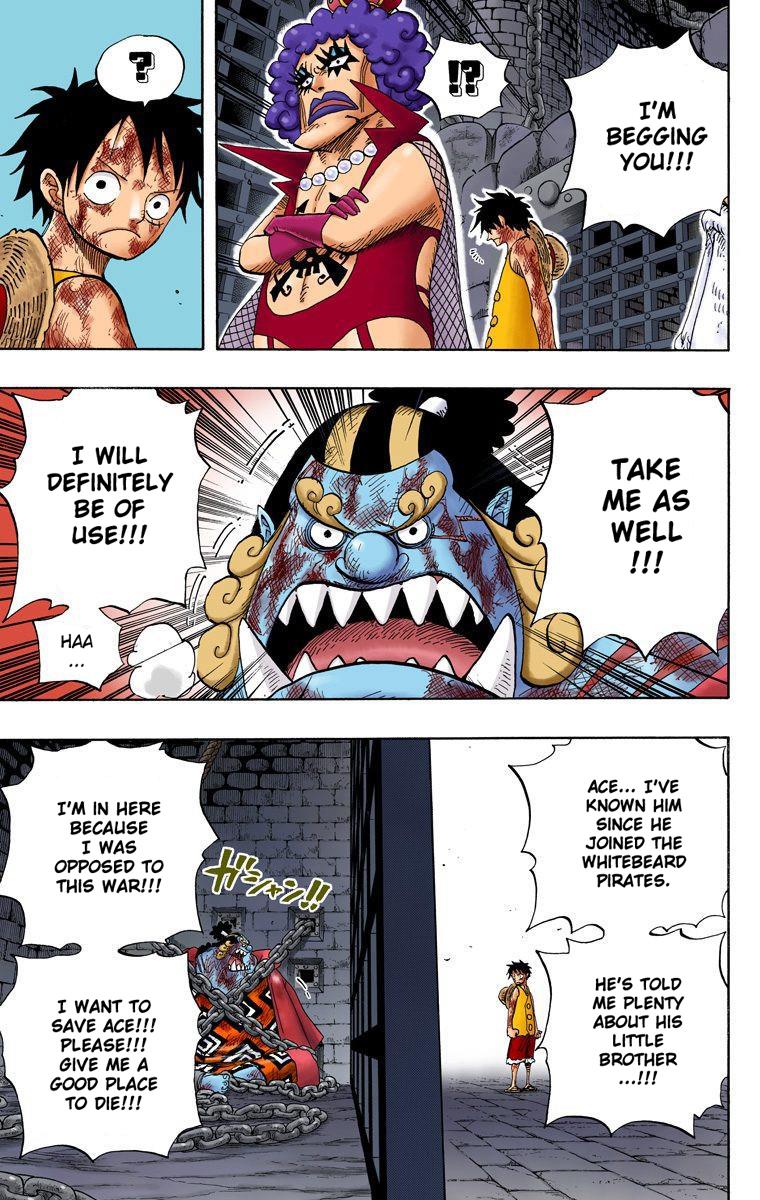 I'M
BEGGING
YOU!!!
!?
?
TAKE
ME AS
WELL
!!!
I WILL
DEFINITELY
BE OF
USE!!!
HAA
...
ACE... I'VE
KNOWN HIM
SINCE HE
JOINED THE
WHITEBEARD
PIRATES.
HE'S TOLD
ME PLENTY
ABOUT HIS
LITTLE
BROTHER
...!!!
I'M IN HERE
BECAUSE
I WAS
OPPOSED TO
THIS WAR!!!
ガシャン!!
I WANT TO
SAVE ACE!!!
PLEASE!!!
GIVE ME A
GOOD PLACE
TO DIE!!!